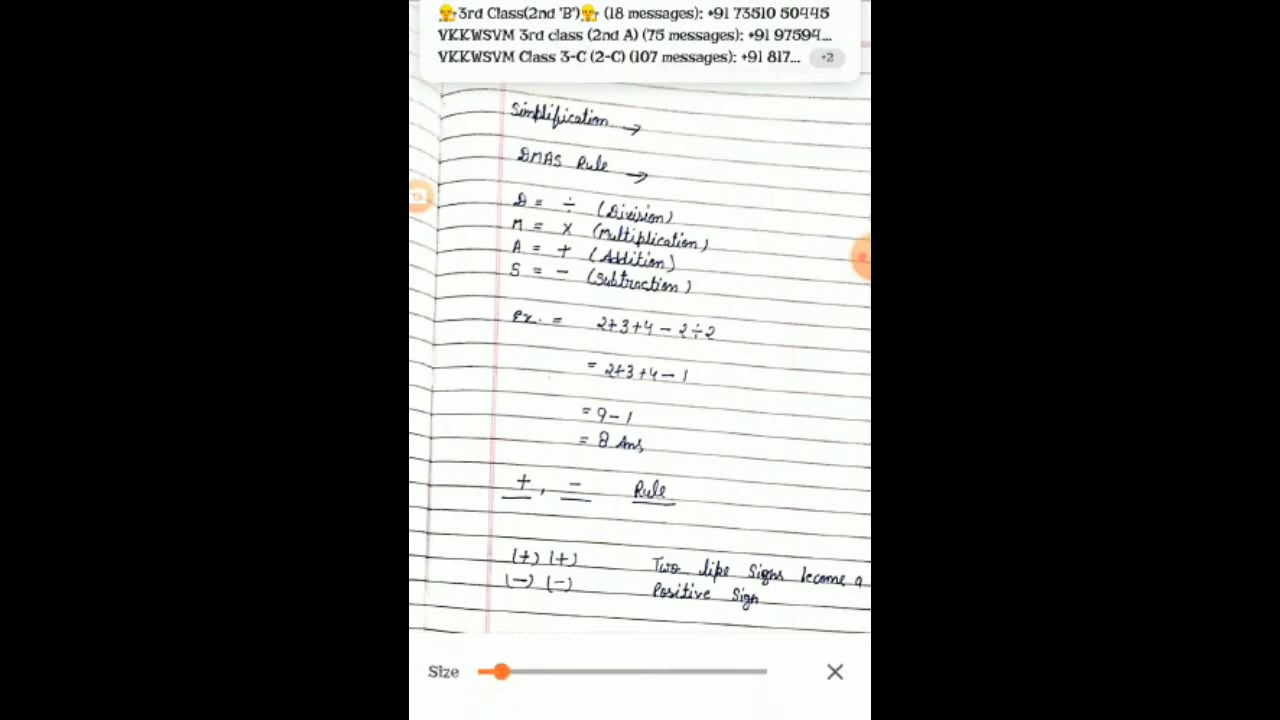 👷3rd Class(2nd 'B')👷 (18 messages): +91 73510 50445
VKKWSVM 3rd class (2nd A) (75 messages): +91 97594...
VKKWSVM Class 3-C (2-C) (107 messages): +91 817... +2
Simplification →
DMAS Rule →
D = ÷ (Division)
M = × (Multiplication)
A = + (Addition)
S = - (Subtraction)
Ex. = 2+3+4-2÷2
= 2+3+4-1
= 9-1
= 8 Ans
+, - Rule
(+) (+) Two like Signs become a
(-) (-) Positive Sign
Size